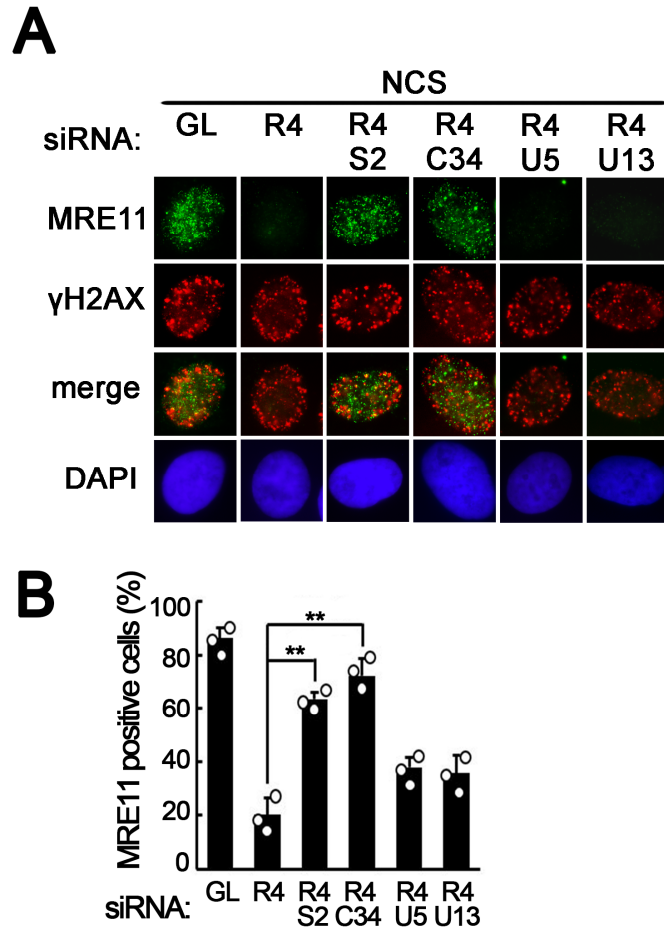 A
NCS
siRNA: GL R4 R4 R4 R4 R4
S2 C34 U5 U13
MRE11
γH2AX
merge
DAPI
B
MRE11 positive cells (%)
100
80
60
40
20
0
** **
GL R4 R4 R4 R4 R4
siRNA: S2 C34 U5 U13